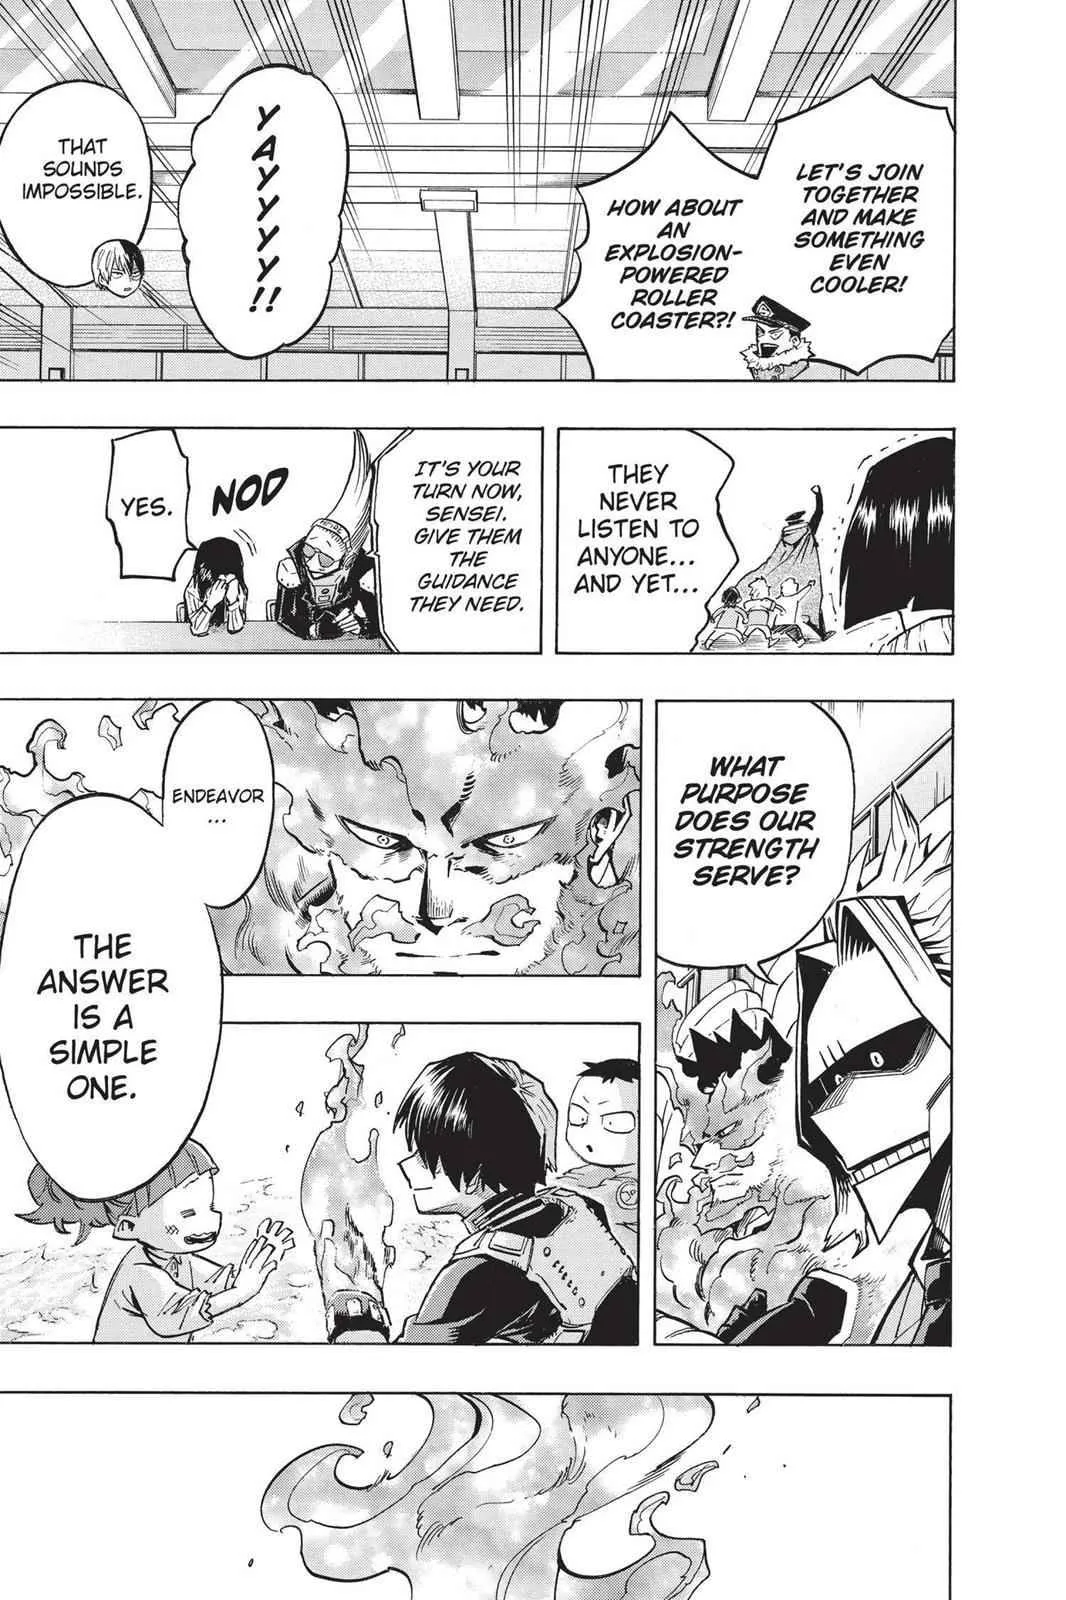 LET'S JOIN
TOGETHER
AND MAKE
SOMETHING
EVEN
COOLER!
HOW ABOUT
AN
EXPLOSION-
POWERED
ROLLER
COASTER?!
YAYYYY!!
THAT
SOUNDS
IMPOSSIBLE.
THEY
NEVER
LISTEN TO
ANYONE...
AND YET...
IT'S YOUR
TURN NOW,
SENSEI.
GIVE THEM
THE
GUIDANCE
THEY NEED.
NOD
YES.
WHAT
PURPOSE
DOES OUR
STRENGTH
SERVE?
ENDEAVOR
...
THE
ANSWER
IS A
SIMPLE
ONE.